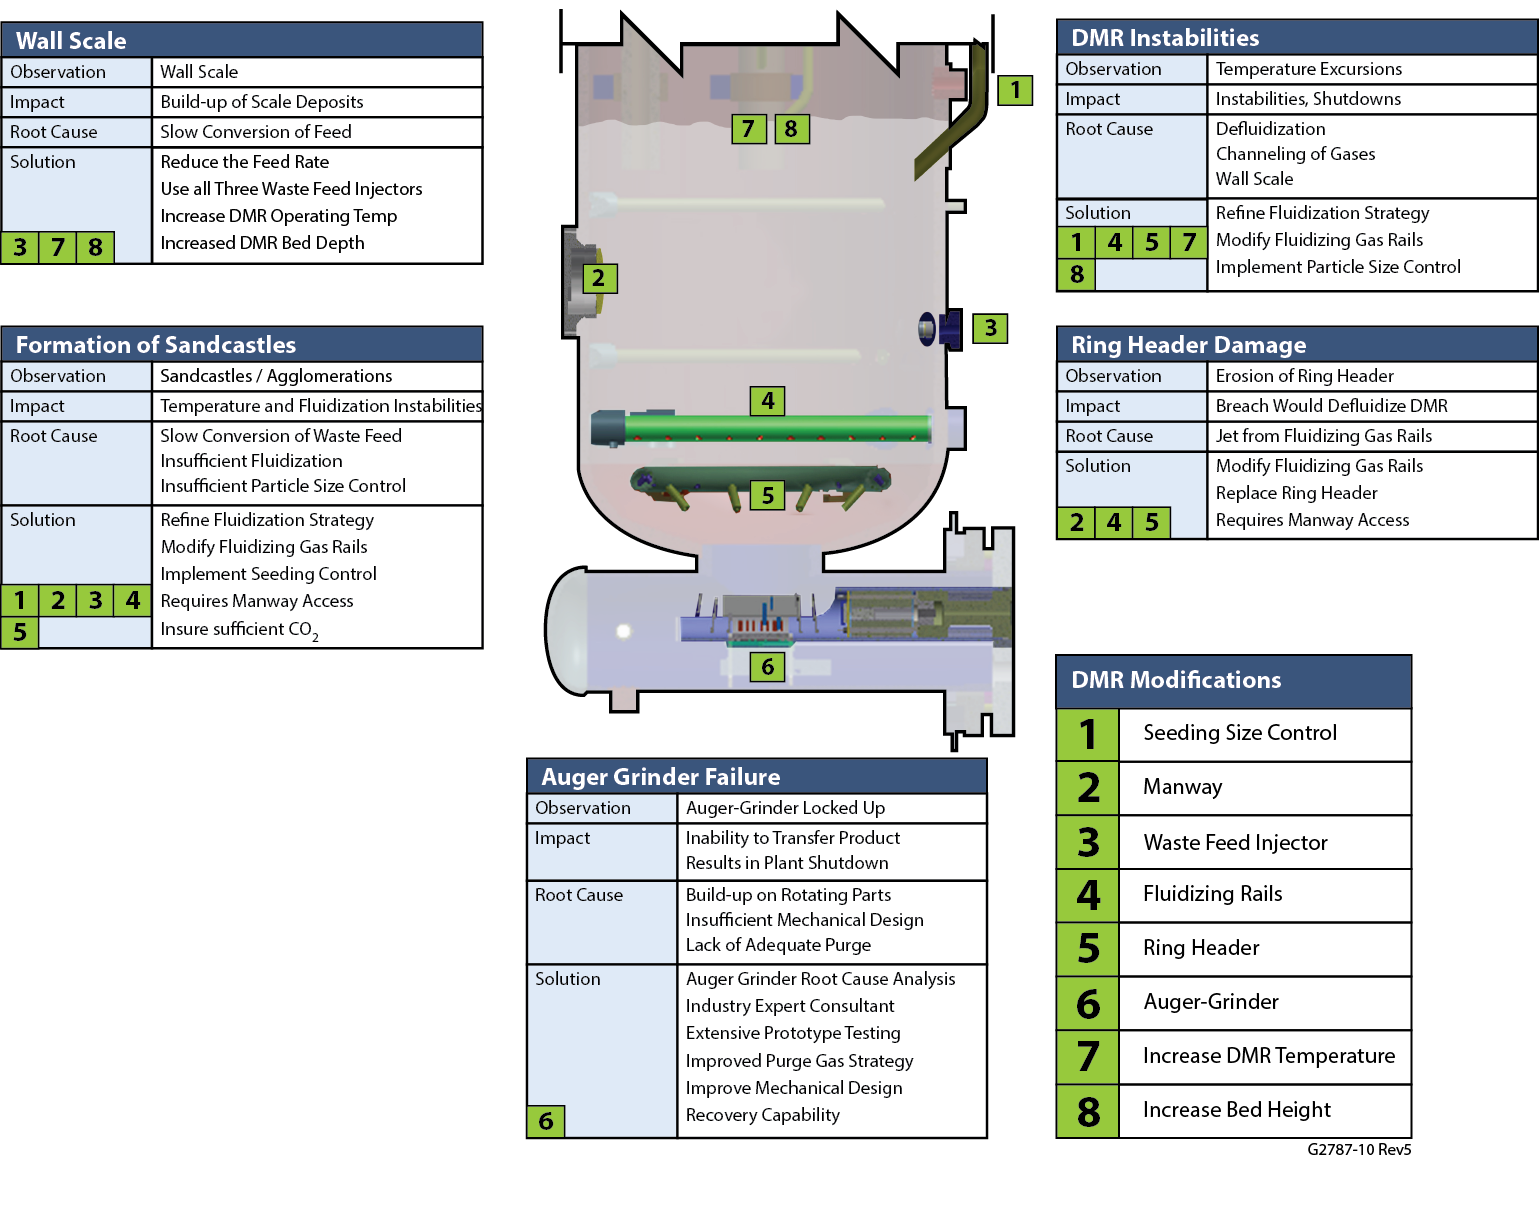 Wall Scale
Observation Wall Scale
Impact Build-up of Scale Deposits
Root Cause Slow Conversion of Feed
Solution Reduce the Feed Rate
Use all Three Waste Feed Injectors
Increase DMR Operating Temp
3 7 8 Increased DMR Bed Depth
Formation of Sandcastles
Observation Sandcastles / Agglomerations
Impact Temperature and Fluidization Instabilities
Root Cause Slow Conversion of Waste Feed
Insufficient Fluidization
Insufficient Particle Size Control
Solution Refine Fluidization Strategy
Modify Fluidizing Gas Rails
Implement Seeding Control
1 2 3 4 Requires Manway Access
5 Insure sufficient CO2
1
7 8
2
3
4
5
6
DMR Instabilities
Observation Temperature Excursions
Impact Instabilities, Shutdowns
Root Cause Defluidization
Channeling of Gases
Wall Scale
Solution Refine Fluidization Strategy
1 4 5 7 Modify Fluidizing Gas Rails
8 Implement Particle Size Control
Ring Header Damage
Observation Erosion of Ring Header
Impact Breach Would Defluidize DMR
Root Cause Jet from Fluidizing Gas Rails
Solution Modify Fluidizing Gas Rails
Replace Ring Header
2 4 5 Requires Manway Access
Auger Grinder Failure
Observation Auger-Grinder Locked Up
Impact Inability to Transfer Product
Results in Plant Shutdown
Root Cause Build-up on Rotating Parts
Insufficient Mechanical Design
Lack of Adequate Purge
Solution Auger Grinder Root Cause Analysis
Industry Expert Consultant
Extensive Prototype Testing
Improved Purge Gas Strategy
Improve Mechanical Design
6 Recovery Capability
DMR Modifications
1 Seeding Size Control
2 Manway
3 Waste Feed Injector
4 Fluidizing Rails
5 Ring Header
6 Auger-Grinder
7 Increase DMR Temperature
8 Increase Bed Height
G2787-10 Rev5